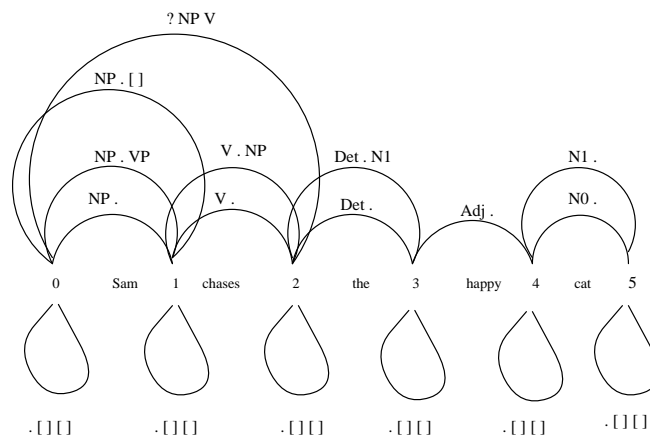 ? NP V
NP . [ ]
NP . VP
V . NP
Det . N1
N1 .
NP .
V .
Det .
Adj .
N0 .
0 Sam 1 chases 2 the 3 happy 4 cat 5
. [ ] [ ] . [ ] [ ] . [ ] [ ] . [ ] [ ] . [ ] [ ] . [ ] [ ]